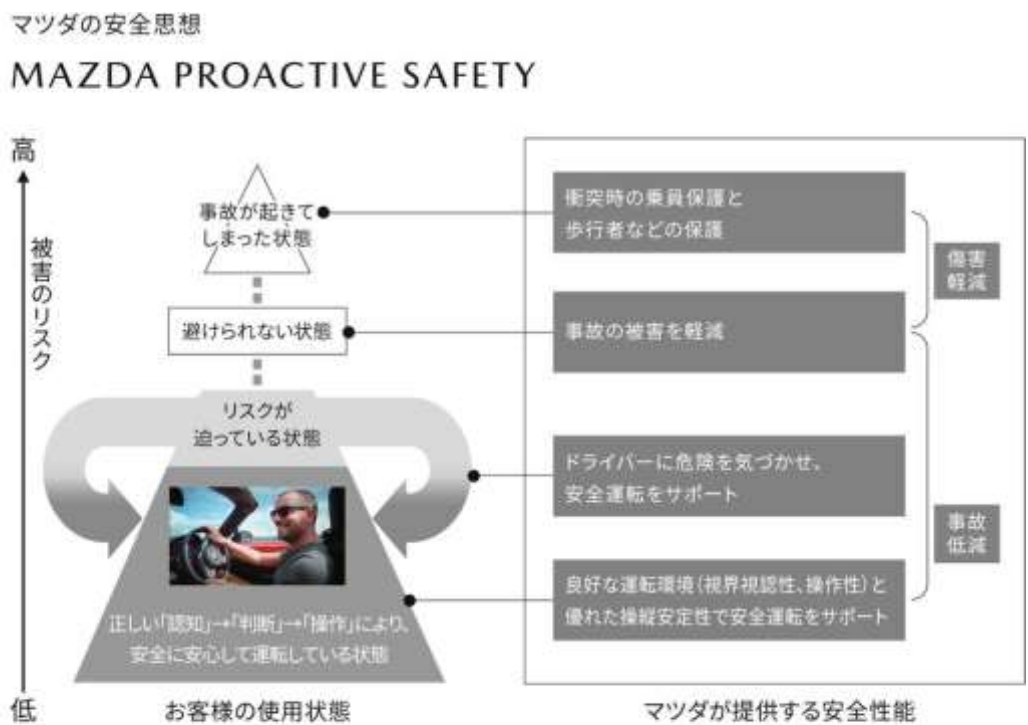 マツダの安全思想
MAZDA PROACTIVE SAFETY
高
被害のリスク
低
事故が起きて
しまった状態
避けられない状態
リスクが
迫っている状態
正しい「認知」→「判断」→「操作」により、
安全に安心して運転している状態
お客様の使用状態
衝突時の乗員保護と
歩行者などの保護
事故の被害を軽減
ドライバーに危険を気づかせ、
安全運転をサポート
良好な運転環境(視界視認性、操作性)と
優れた操縦安定性で安全運転をサポート
傷害
軽減
事故
低減
マツダが提供する安全性能